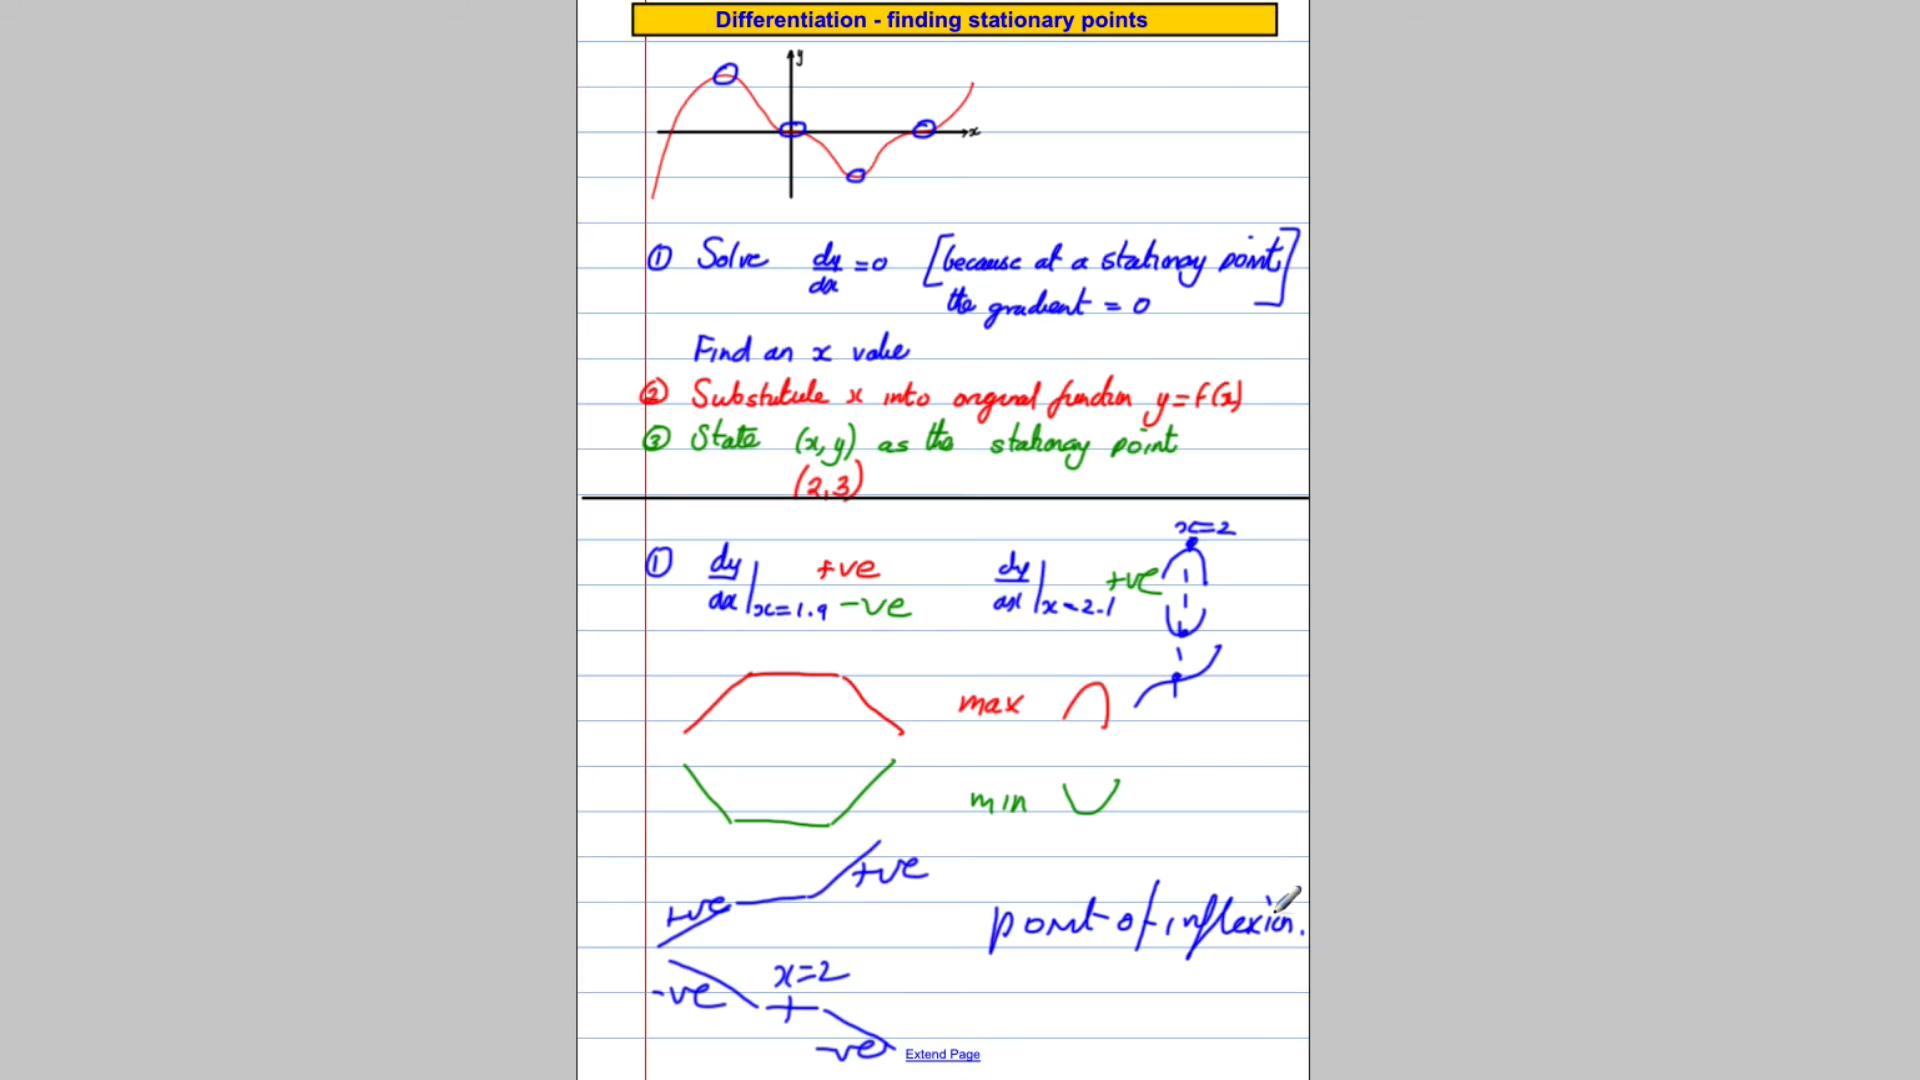 Differentiation - finding stationary points
y
x
① Solve dy/dx = 0 [because at a stationary point
the gradient = 0]
Find an x value
② Substitute x into original function y = f(x)
③ State (x, y) as the stationary point
(2, 3)
x = 2
① dy/dx | x = 1.9 +ve -ve dy/dx | x = 2.1 +ve
max
min
+ve
+ve
point of inflexion.
x = 2
-ve
-ve
Extend Page